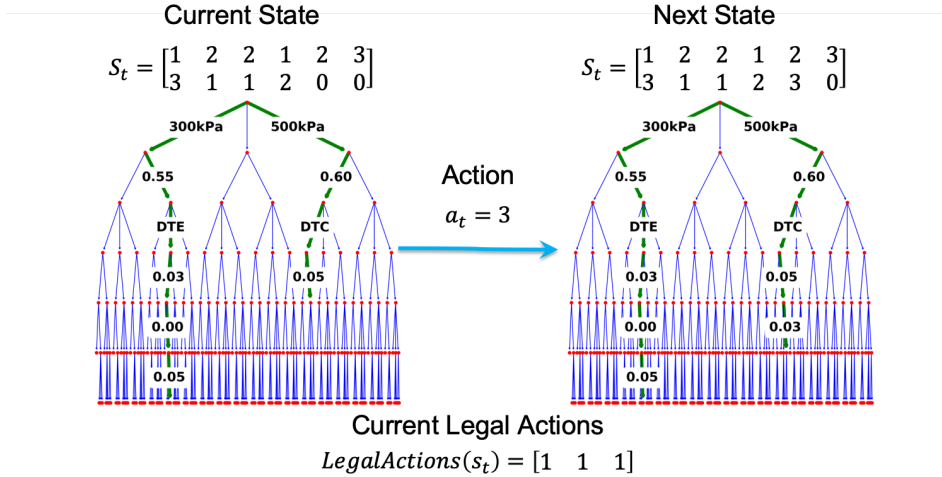 Current State
Next State
S_t = [1 2 2 1 2 3
3 1 1 2 0 0]
S_t = [1 2 2 1 2 3
3 1 1 2 3 0]
300kPa 500kPa
0.55 0.60
DTE DTC
0.03 0.05
0.00
0.05
Action
a_t = 3
300kPa 500kPa
0.55 0.60
DTE DTC
0.03 0.05
0.00 0.03
0.05
Current Legal Actions
LegalActions(s_t) = [1 1 1]